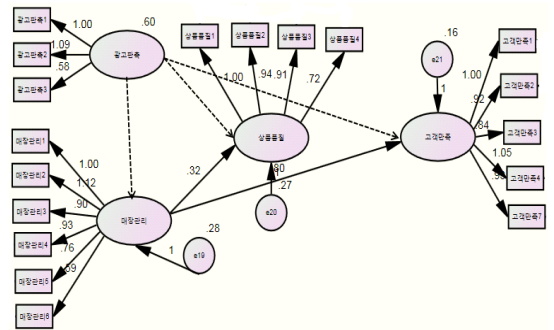 광고만족1
1.00
.60
광고만족2
1.09
광고만족
광고만족3
.58
상품품질1
상품품질2
상품품질3
상품품질4
1.00
.94
.91
.72
상품품질
.16
e21
1
고객만족1
1.00
고객만족2
.92
고객만족
.84
고객만족3
1.05
고객만족4
고객만족7
매장관리1
1.00
매장관리2
1.12
매장관리3
.90
매장관리4
.93
매장관리5
.76
매장관리6
매장관리
.32
.80
.27
e20
.28
e19
1